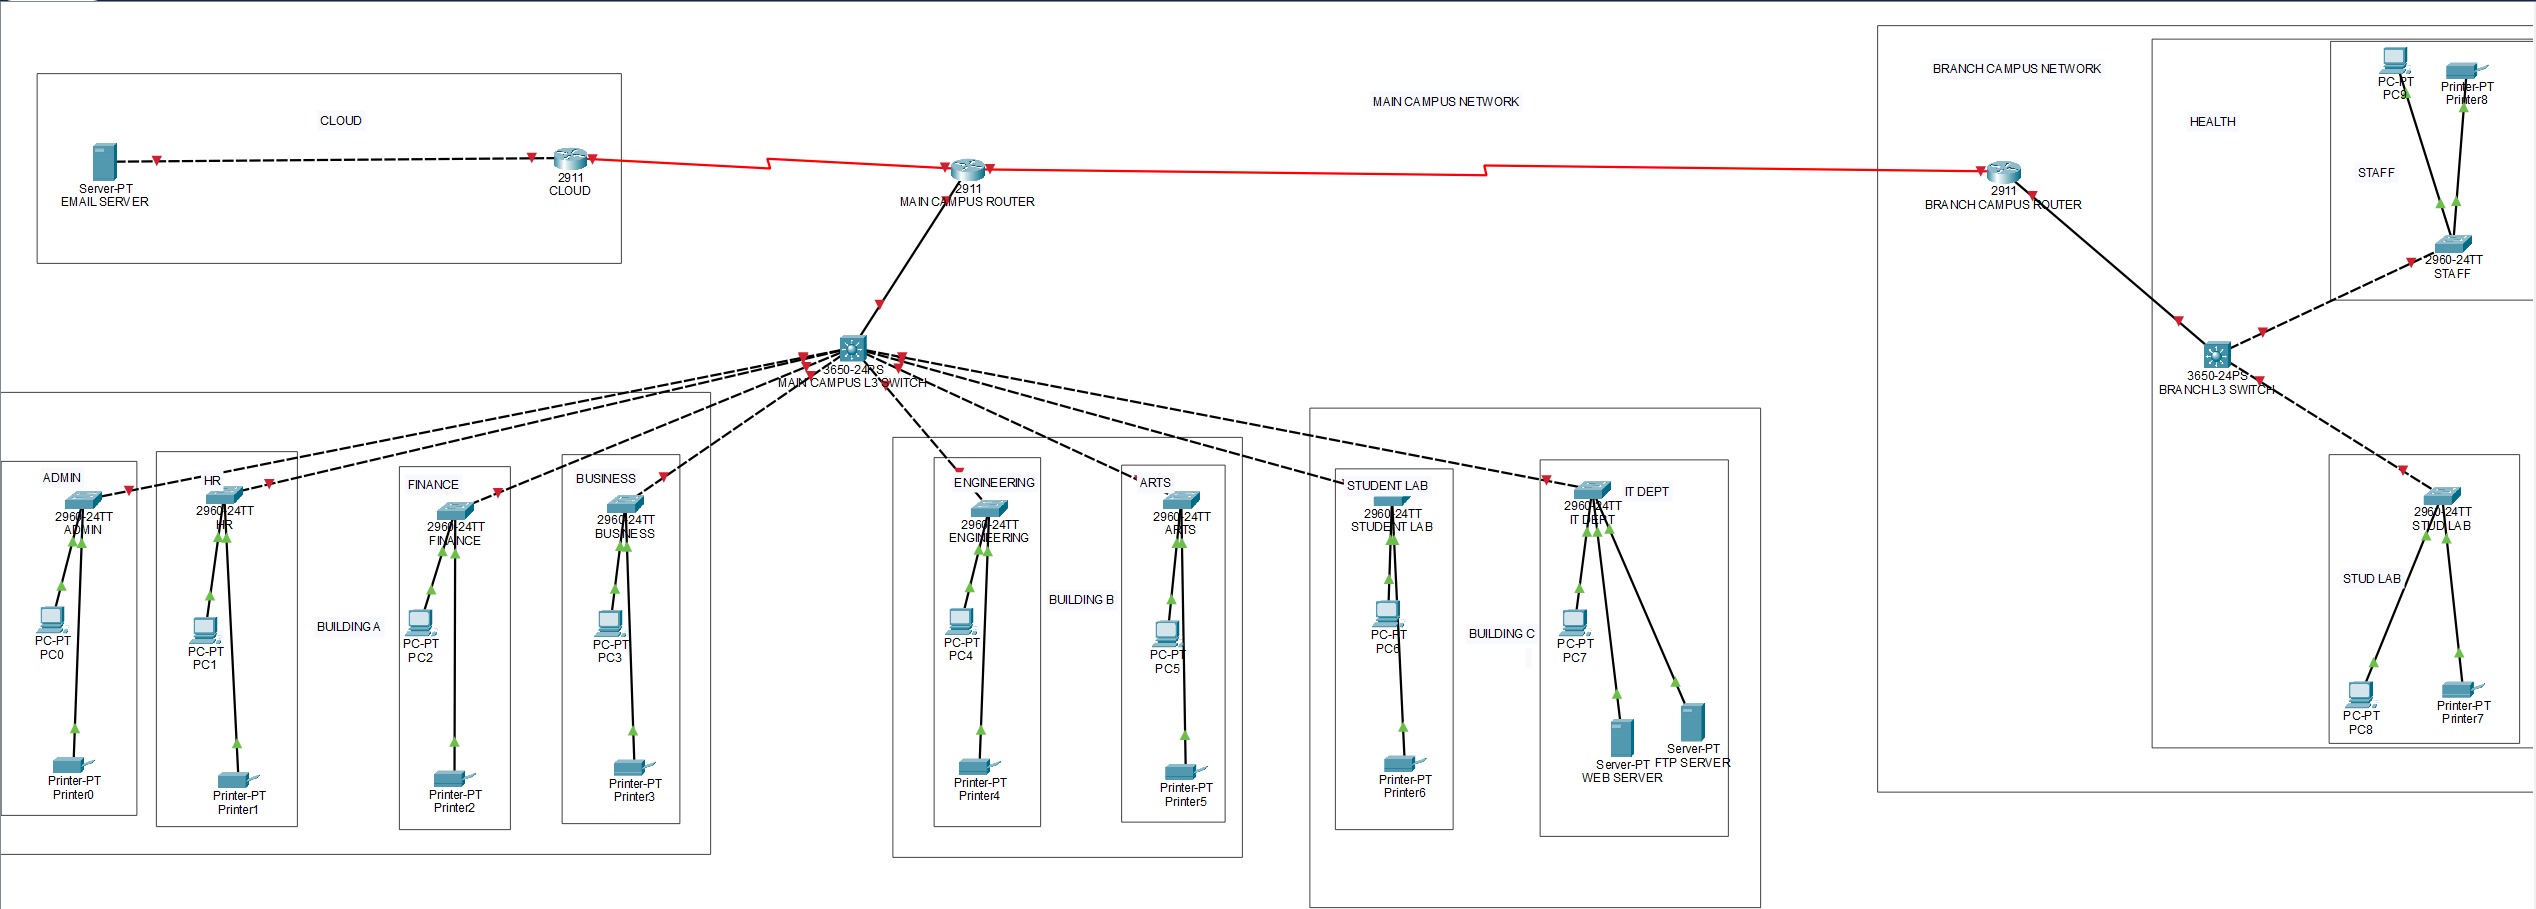 CLOUD
Server-PT
EMAIL SERVER
2911
CLOUD
MAIN CAMPUS NETWORK
2911
MAIN CAMPUS ROUTER
3650-24PS
MAIN CAMPUS L3 SWITCH
BRANCH CAMPUS NETWORK
2911
BRANCH CAMPUS ROUTER
HEALTH
STAFF
PC-PT
PC9
Printer-PT
Printer8
2960-24TT
STAFF
3650-24PS
BRANCH L3 SWITCH
2960-24TT
STUD LAB
STUD LAB
PC-PT
PC8
Printer-PT
Printer7
ADMIN
2960-24TT
ADMIN
PC-PT
PC0
Printer-PT
Printer0
HR
2960-24TT
HR
PC-PT
PC1
Printer-PT
Printer1
BUILDING A
FINANCE
2960-24TT
FINANCE
PC-PT
PC2
Printer-PT
Printer2
BUSINESS
2960-24TT
BUSINESS
PC-PT
PC3
Printer-PT
Printer3
ENGINEERING
2960-24TT
ENGINEERING
PC-PT
PC4
Printer-PT
Printer4
BUILDING B
ARTS
2960-24TT
ARTS
PC-PT
PC5
Printer-PT
Printer5
STUDENT LAB
2960-24TT
STUDENT LAB
PC-PT
PC6
Printer-PT
Printer6
BUILDING C
IT DEPT
2960-24TT
IT DEPT
PC-PT
PC7
Server-PT
WEB SERVER
Server-PT
FTP SERVER